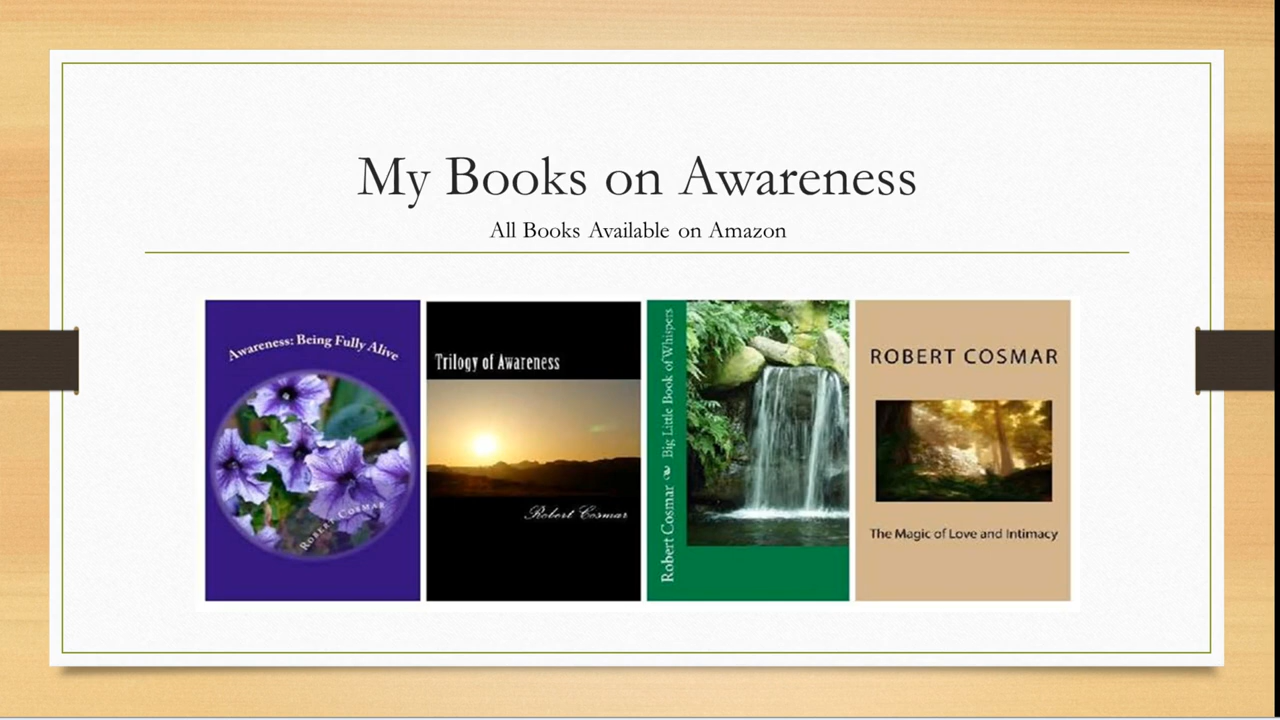 My Books on Awareness
All Books Available on Amazon
Awareness: Being Fully Alive
Robert Cosmar
Trilogy of Awareness
Robert Cosmar
Robert Cosmar Big Little Book of Whispers
ROBERT COSMAR
The Magic of Love and Intimacy